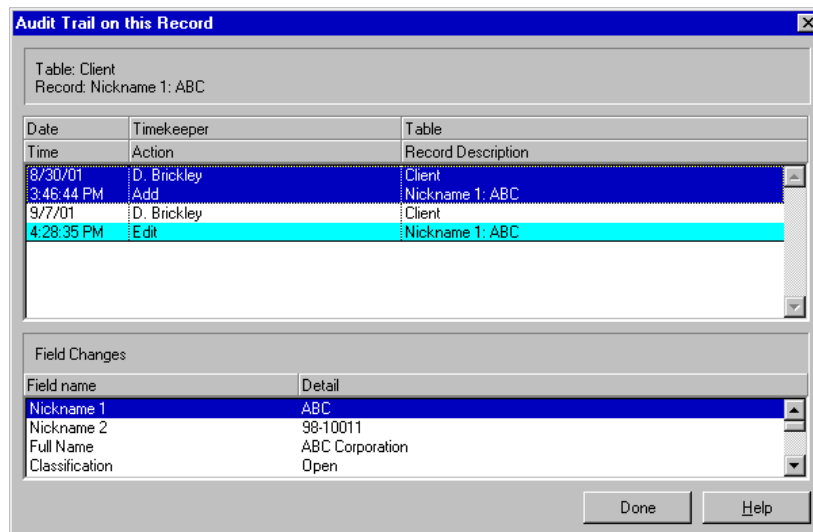 Audit Trail on this Record
Table: Client
Record: Nickname 1: ABC
Date Timekeeper Table
Time Action Record Description
8/30/01 D. Brickley Client
3:46:44 PM Add Nickname 1: ABC
9/7/01 D. Brickley Client
4:28:35 PM Edit Nickname 1: ABC
Field Changes
Field name Detail
Nickname 1 ABC
Nickname 2 98-10011
Full Name ABC Corporation
Classification Open
Done Help